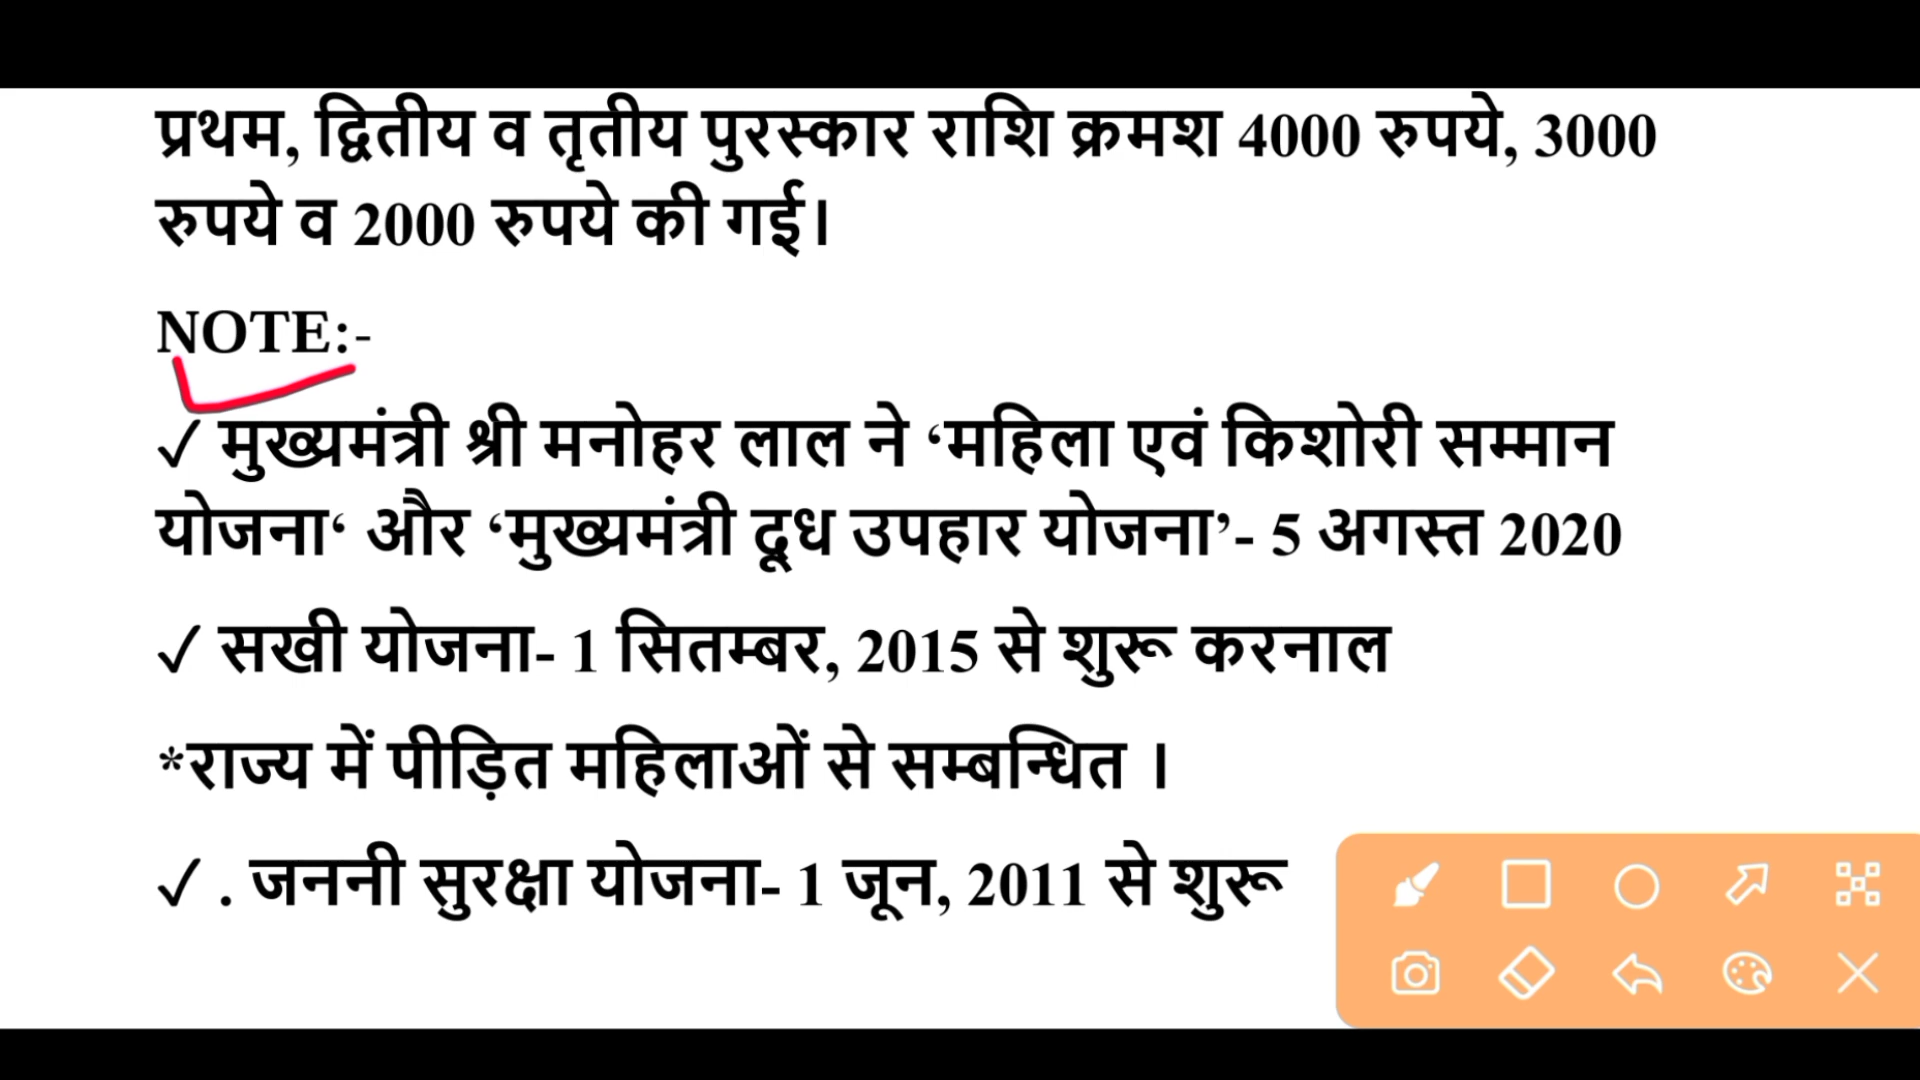 प्रथम, द्वितीय व तृतीय पुरस्कार राशि क्रमश 4000 रुपये, 3000
रुपये व 2000 रुपये की गई।
NOTE:-
✓ मुख्यमंत्री श्री मनोहर लाल ने ‘महिला एवं किशोरी सम्मान
योजना‘ और ‘मुख्यमंत्री दूध उपहार योजना’- 5 अगस्त 2020
✓ सखी योजना- 1 सितम्बर, 2015 से शुरू करनाल
*राज्य में पीड़ित महिलाओं से सम्बन्धित ।
✓ . जननी सुरक्षा योजना- 1 जून, 2011 से शुरू